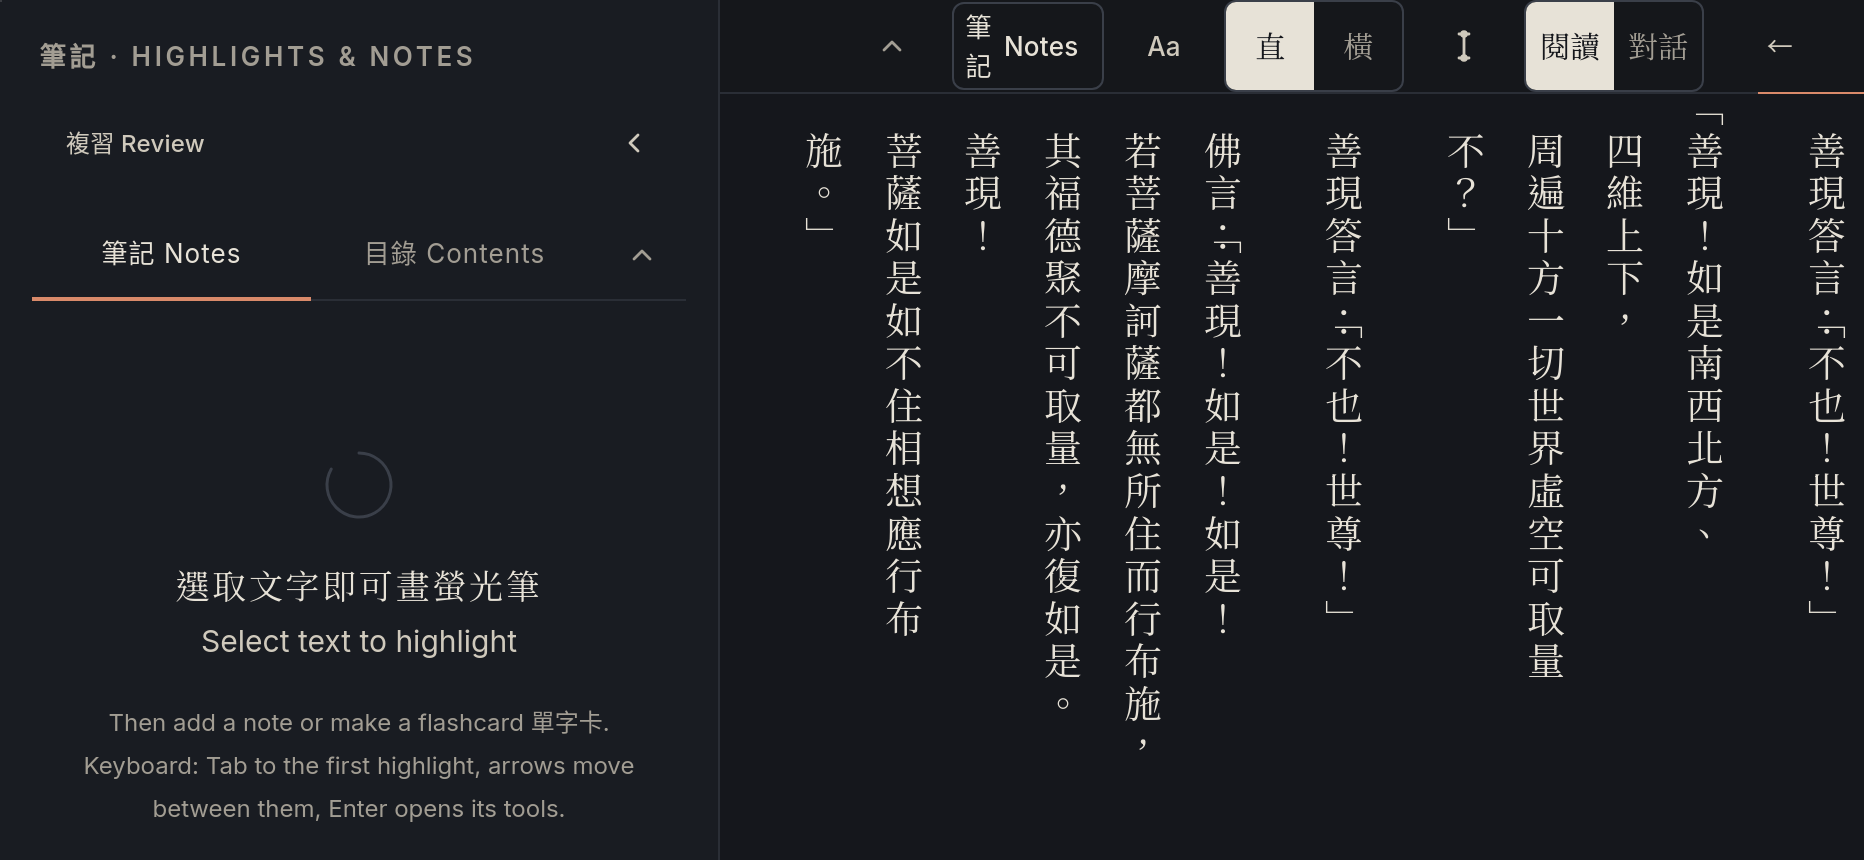 筆記 · HIGHLIGHTS & NOTES
複習 Review
筆記 Notes
目錄 Contents
選取文字即可畫螢光筆
Select text to highlight
Then add a note or make a flashcard 單字卡.
Keyboard: Tab to the first highlight, arrows move
between them, Enter opens its tools.
筆記 Notes
Aa
直
橫
閱讀
對話
←
善現答言：「不也！世尊！」
「善現！如是南西北方、
四維上下，
周遍十方一切世界虛空可取量
不？」
善現答言：「不也！世尊！」
佛言：「善現！如是！如是！
若菩薩摩訶薩都無所住而行布施，
其福德聚不可取量，亦復如是。
善現！
菩薩如是如不住相想應行布
施。」